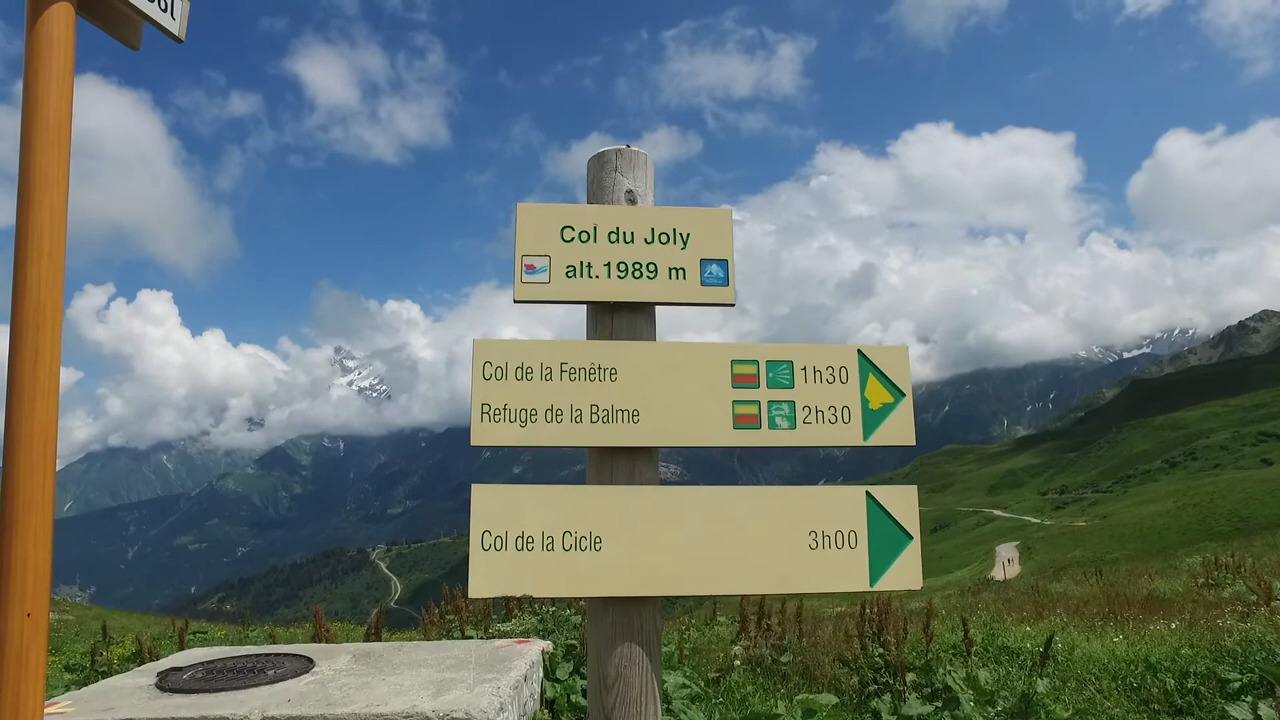 Col du Joly
alt.1989 m
Col de la Fenêtre 1h30
Refuge de la Balme 2h30
Col de la Cicle 3h00